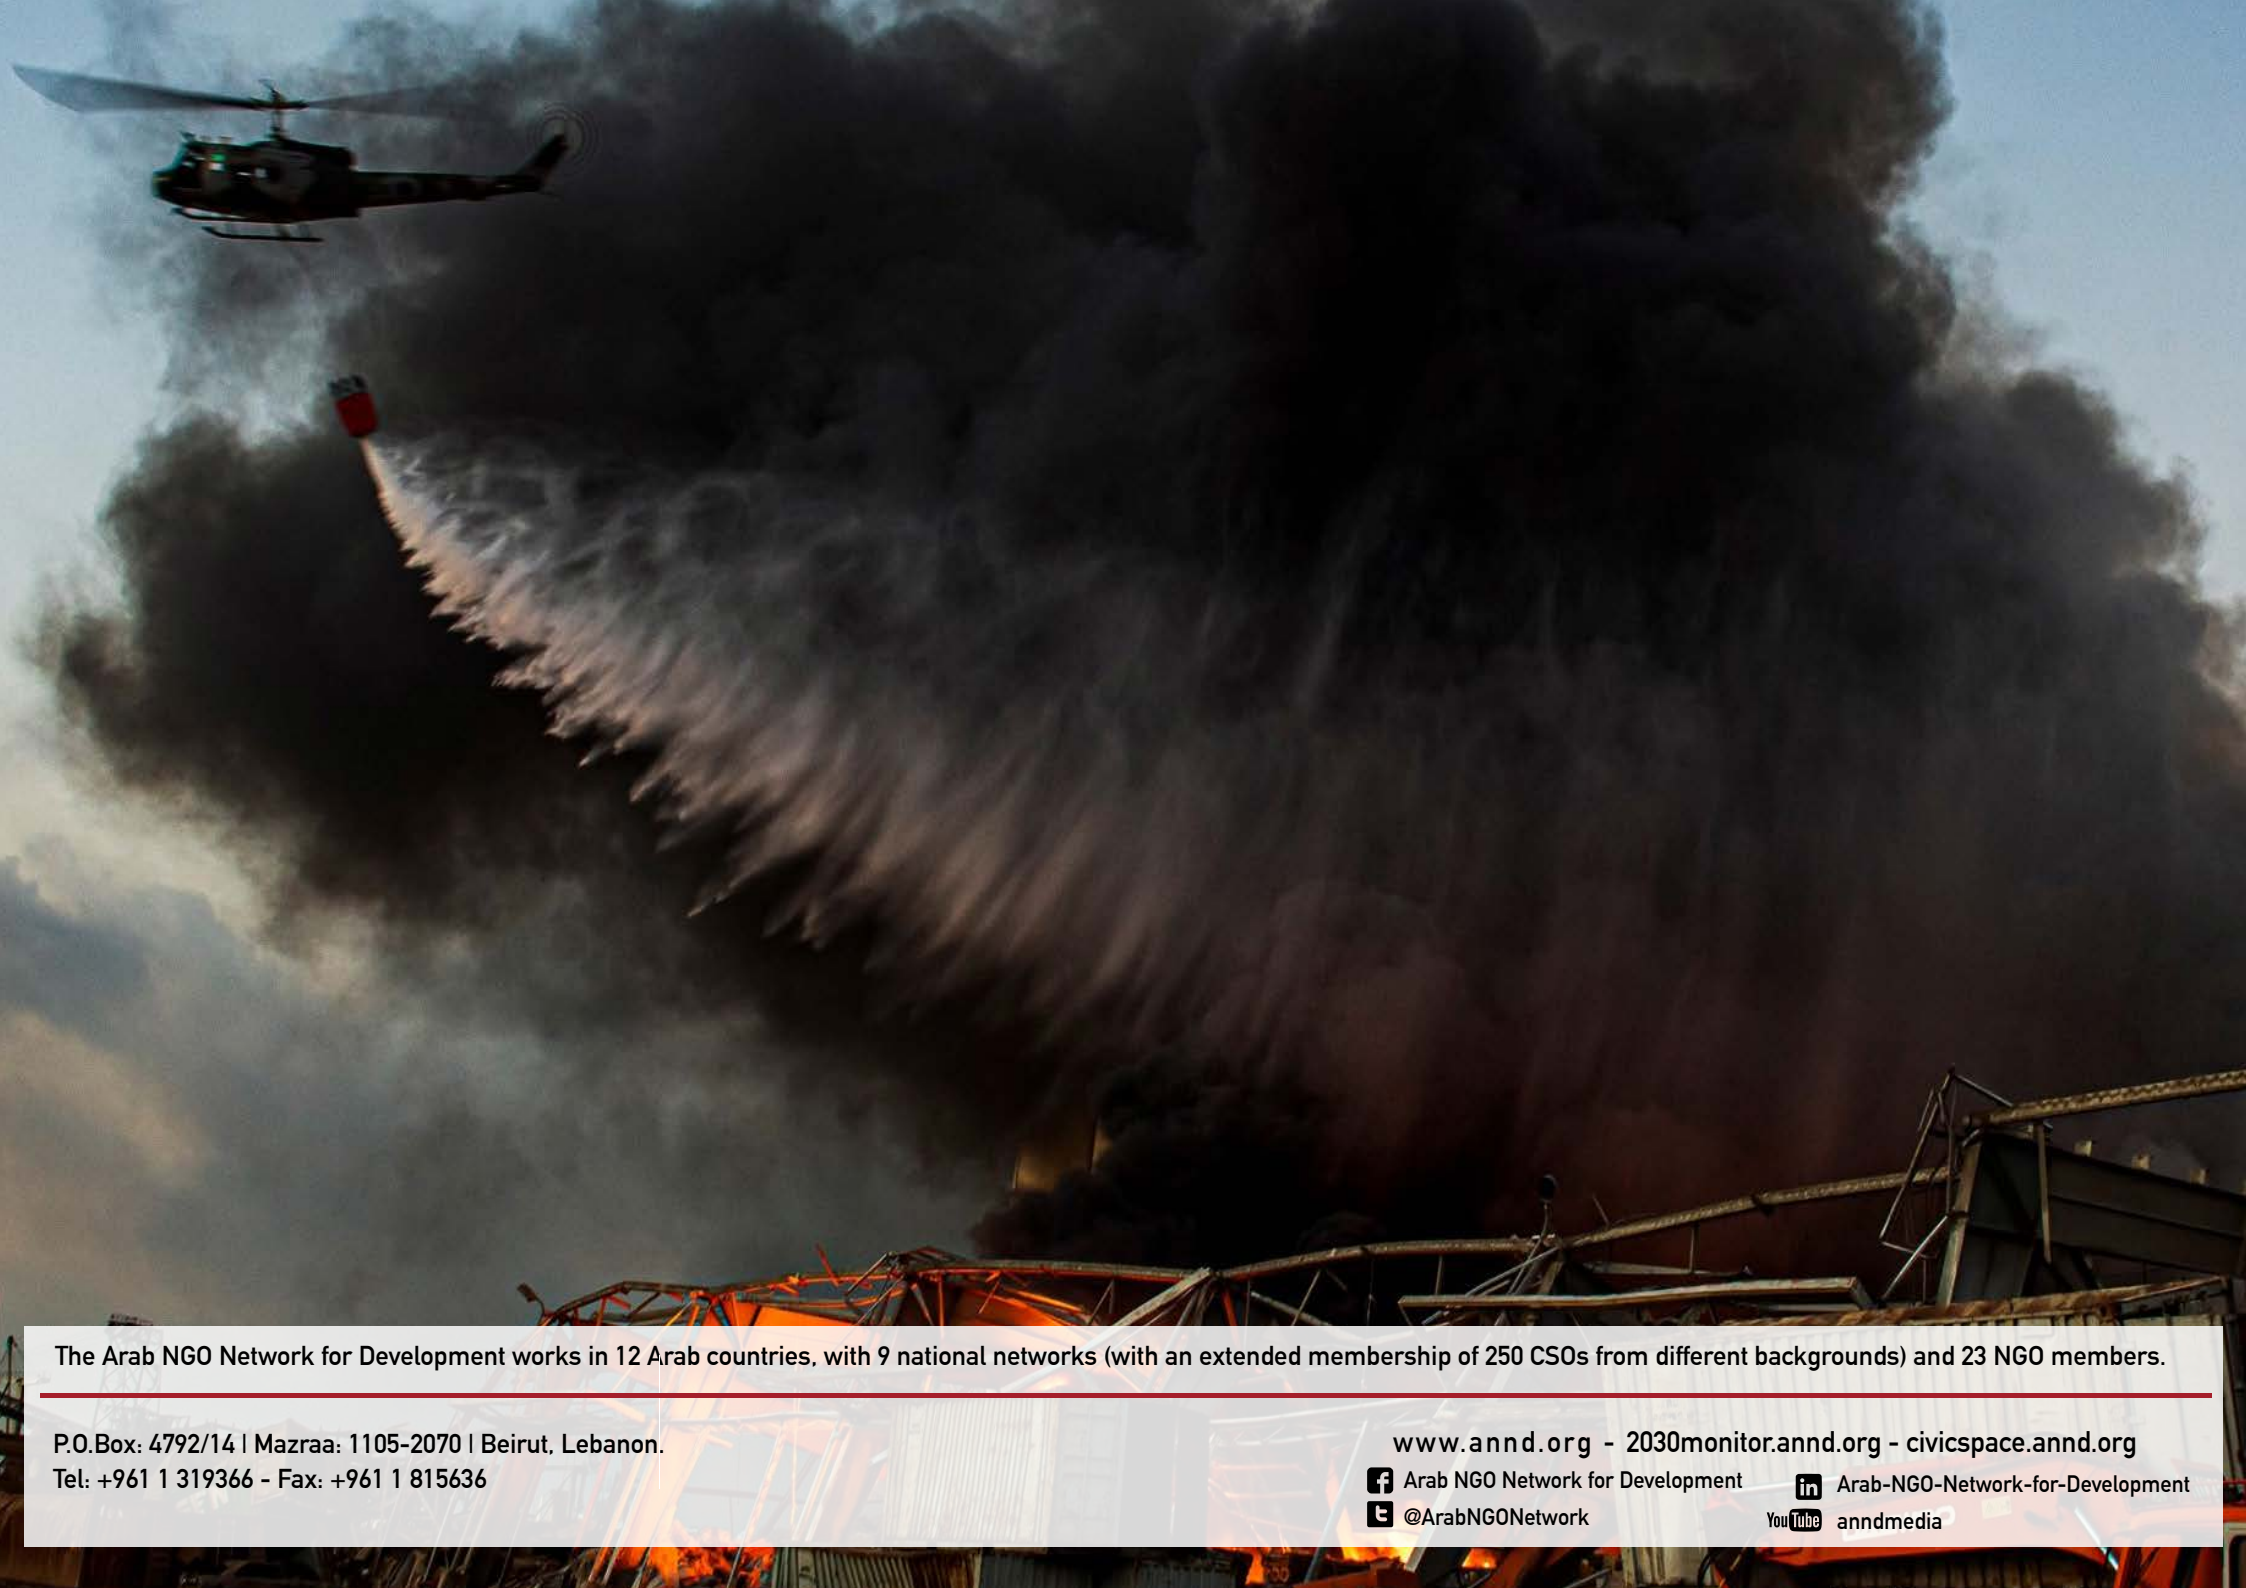 The Arab NGO Network for Development works in 12 Arab countries, with 9 national networks (with an extended membership of 250 CSOs from different backgrounds) and 23 NGO members.
P.O.Box: 4792/14 | Mazraa: 1105-2070 | Beirut, Lebanon.
Tel: +961 1 319366 - Fax: +961 1 815636
www.annd.org - 2030monitor.annd.org - civicspace.annd.org
Arab NGO Network for Development
Arab-NGO-Network-for-Development
@ArabNGONetwork
YouTube anndmedia